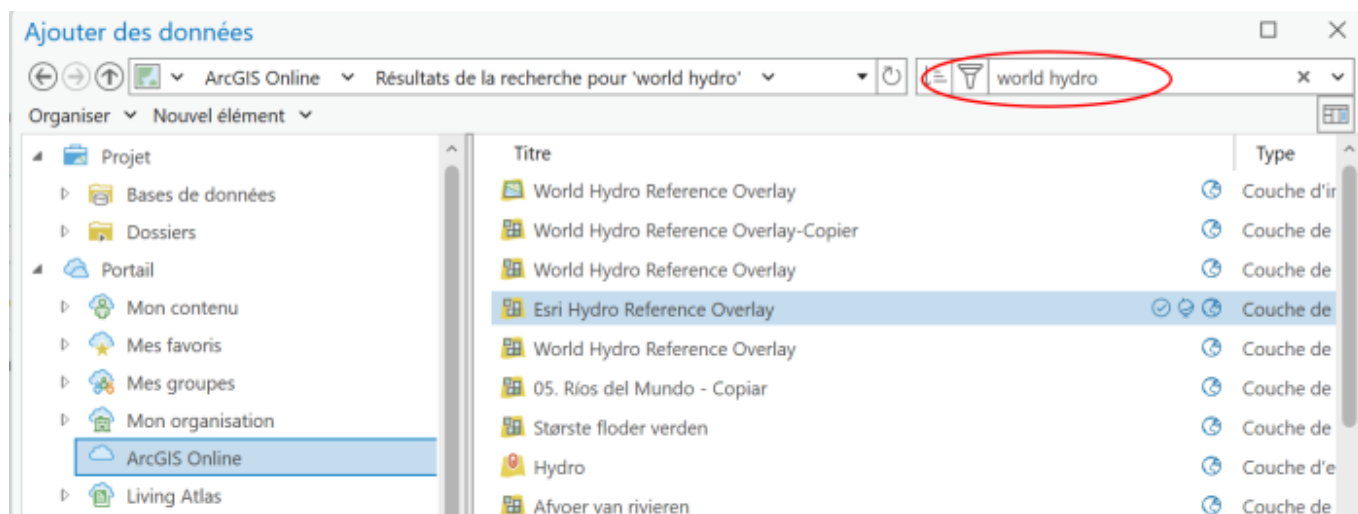 Ajouter des données
ArcGIS Online Résultats de la recherche pour 'world hydro' world hydro
Organiser Nouvel élément
Projet
Bases de données
Dossiers
Portail
Mon contenu
Mes favoris
Mes groupes
Mon organisation
ArcGIS Online
Living Atlas
Titre Type
World Hydro Reference Overlay Couche d'ir
World Hydro Reference Overlay-Copier Couche de
World Hydro Reference Overlay Couche de
Esri Hydro Reference Overlay Couche de
World Hydro Reference Overlay Couche de
05. Ríos del Mundo - Copiar Couche de
Største floder verden Couche de
Hydro Couche d'e
Afvoer van rivieren Couche de